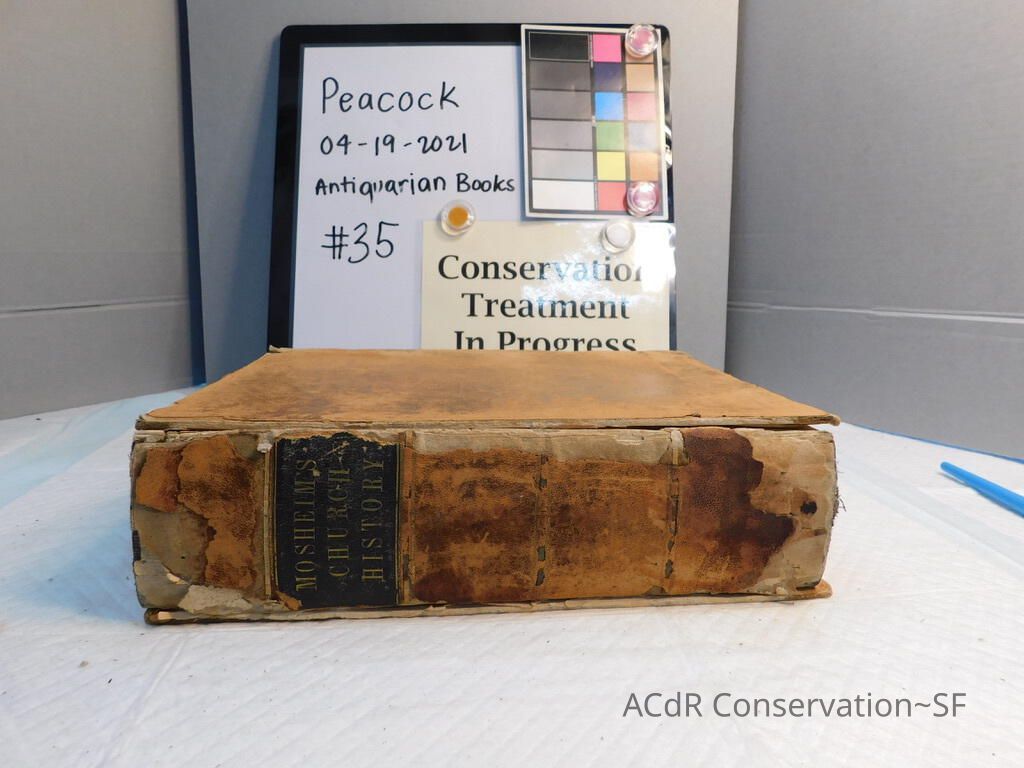 Peacock
04-19-2021
Antiquarian Books
#35
Conservation
Treatment
In Progress
MOSHEIM'S
CHURCH
HISTORY
ACdR Conservation~SF